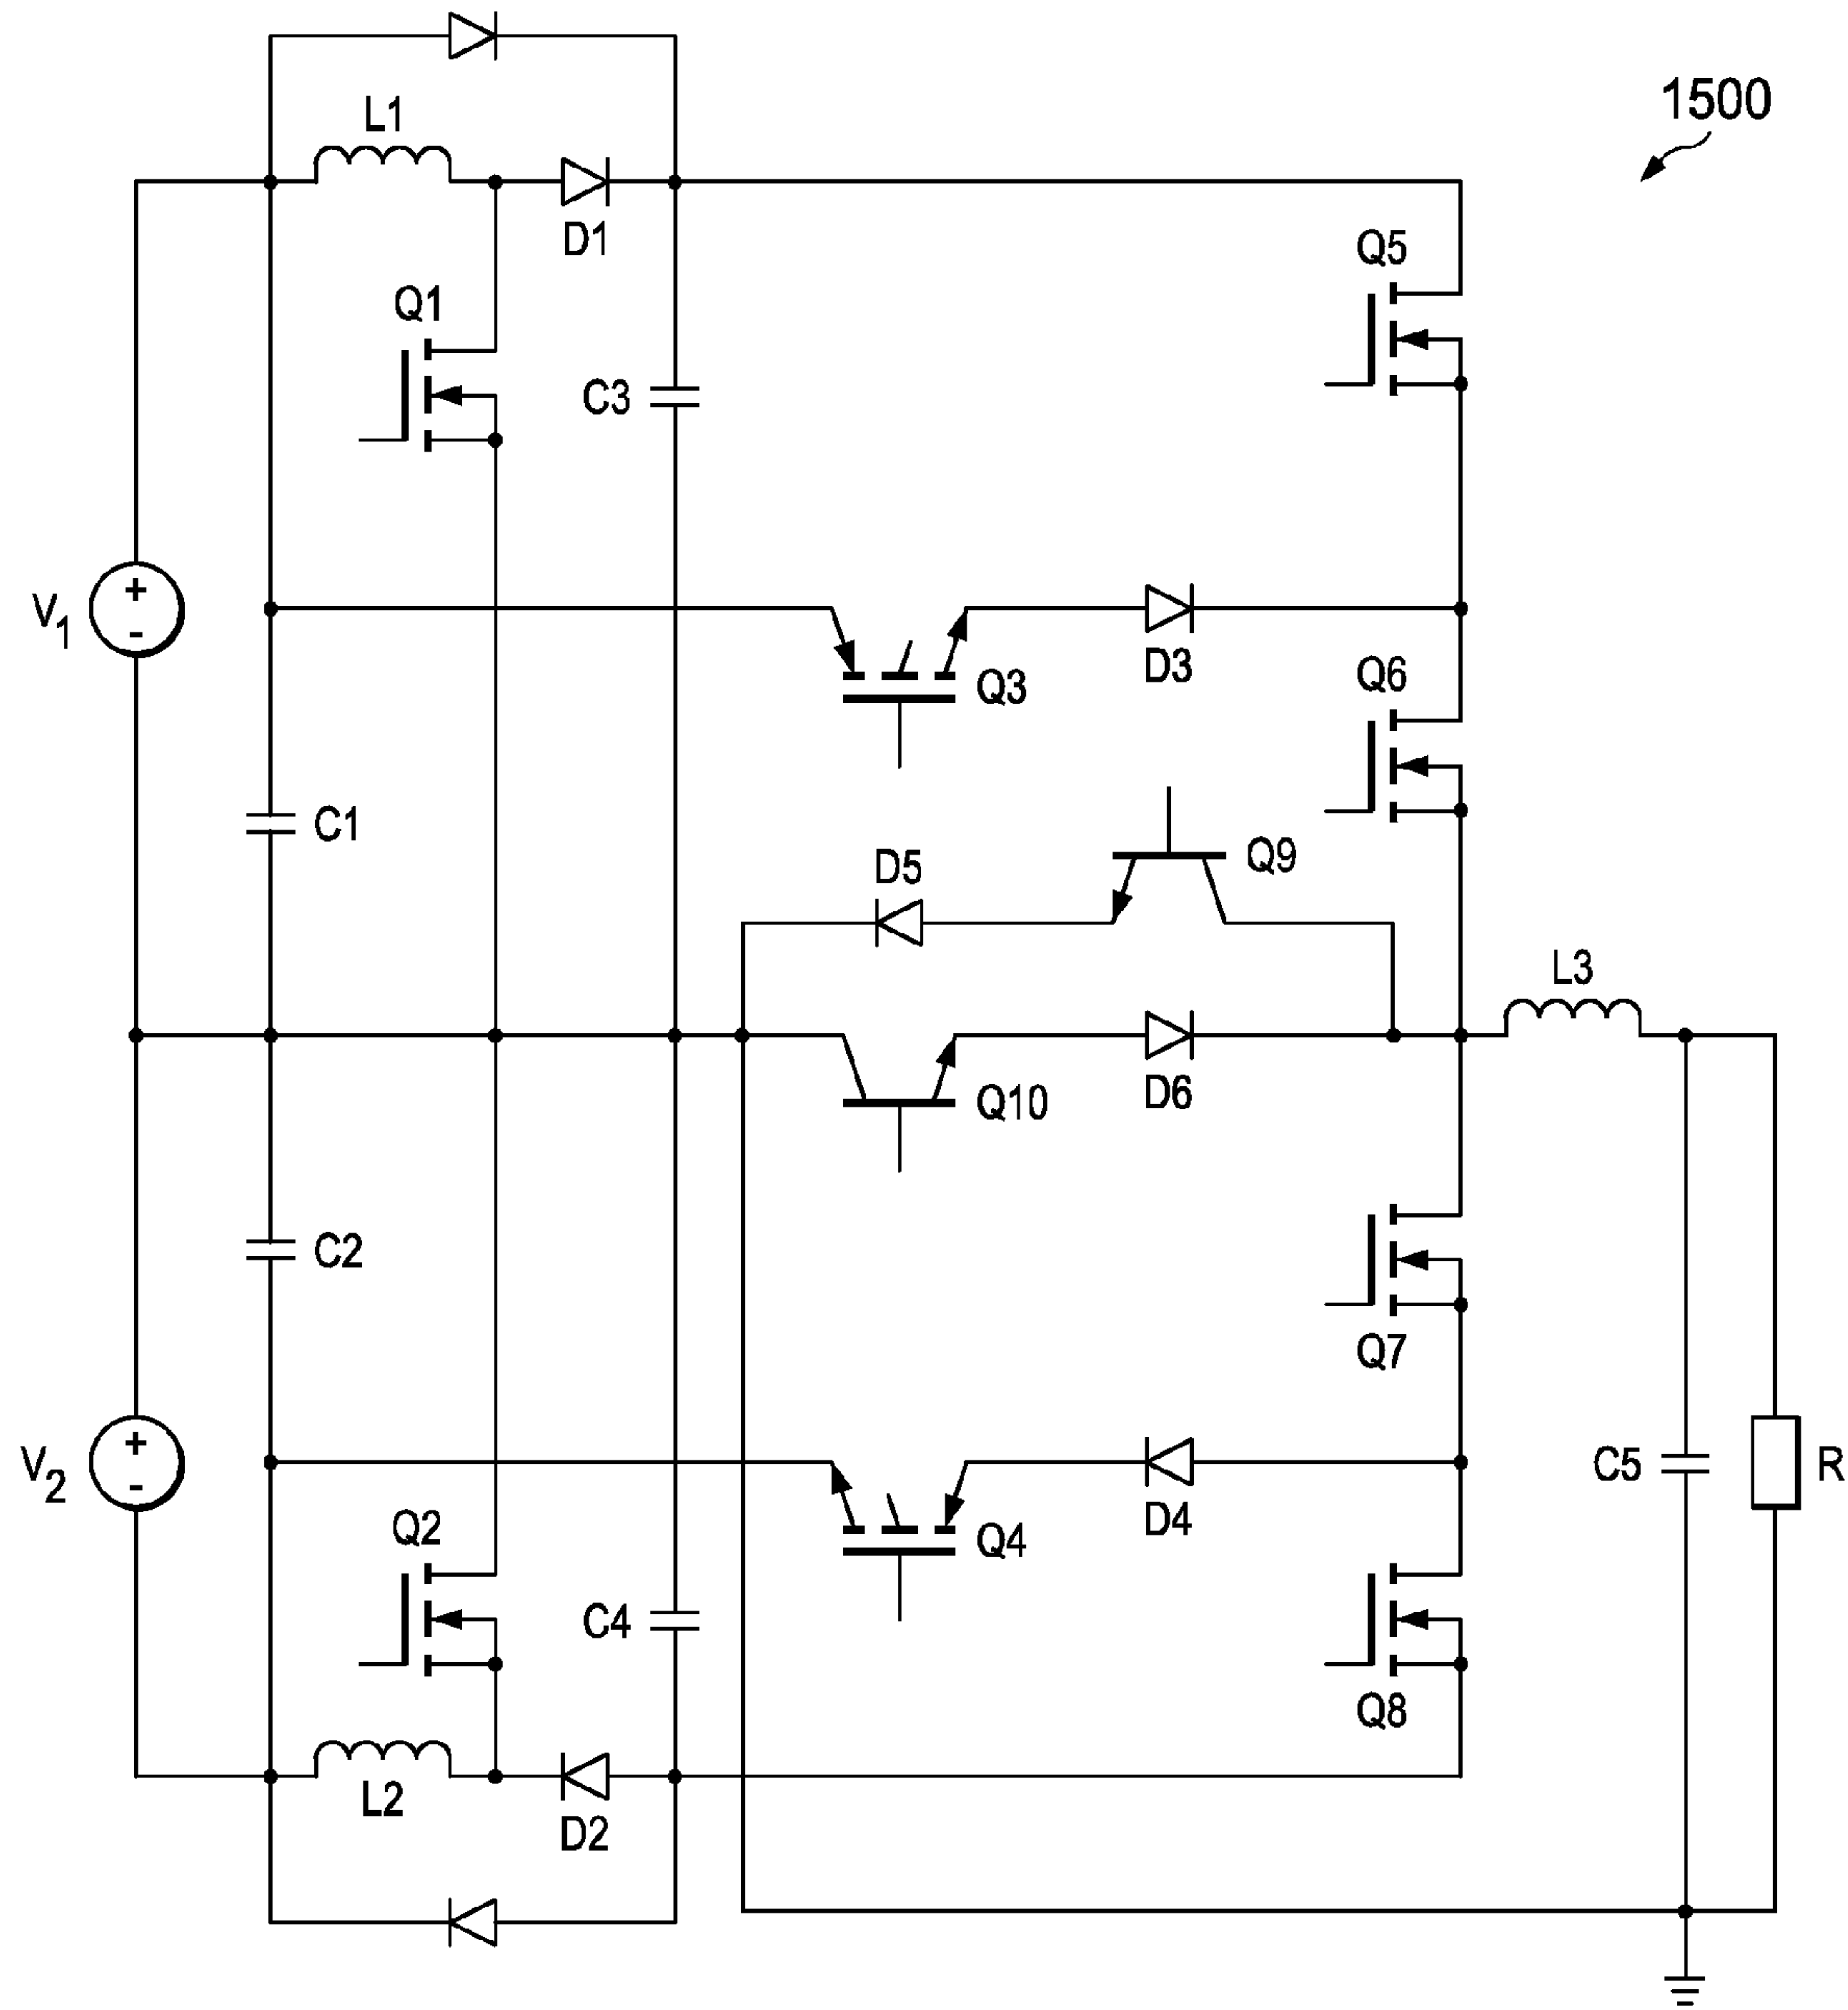 1500
L1
D1
Q5
Q1
C3
V1
+
-
D3
Q3
Q6
C1
D5
Q9
L3
Q10
D6
C2
Q7
V2
+
-
D4
Q4
C5
R
Q2
C4
Q8
L2
D2